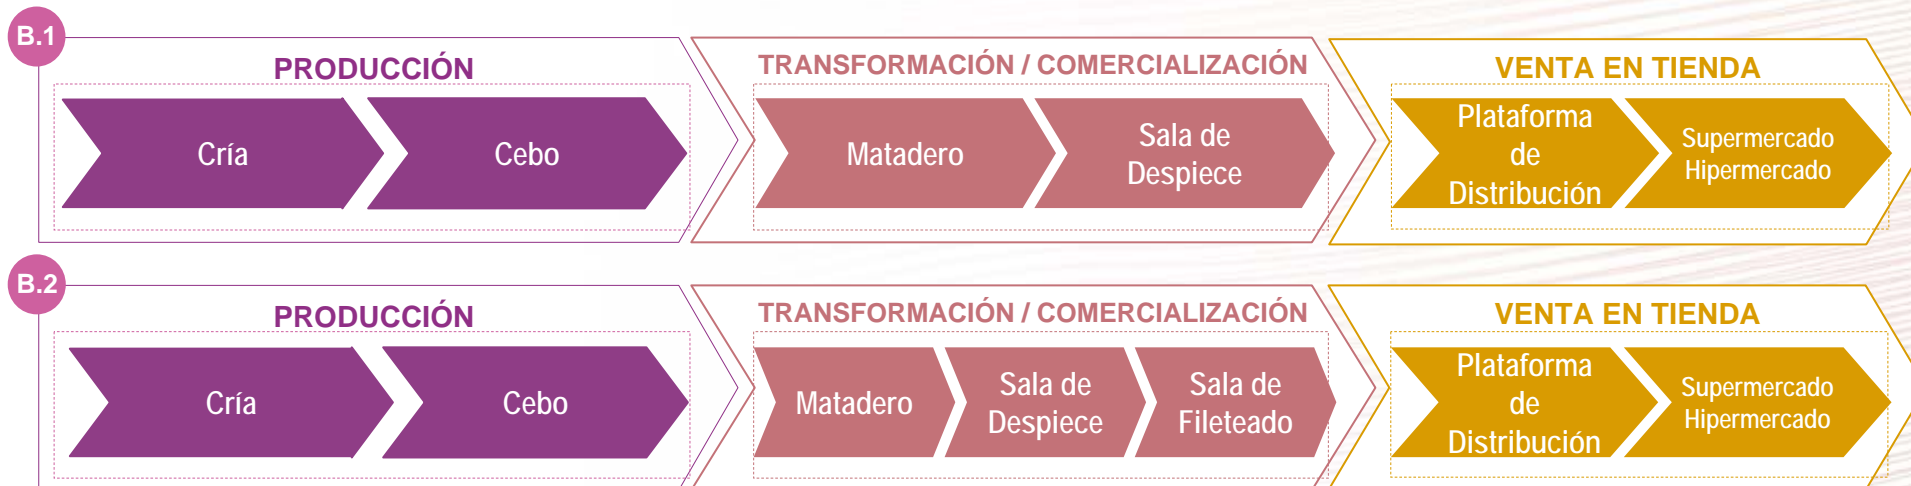 B.1
PRODUCCIÓN
TRANSFORMACIÓN / COMERCIALIZACIÓN
VENTA EN TIENDA
Cría
Cebo
Matadero
Sala de
Despiece
Plataforma
de
Distribución
Supermercado
Hipermercado
B.2
PRODUCCIÓN
TRANSFORMACIÓN / COMERCIALIZACIÓN
VENTA EN TIENDA
Cría
Cebo
Matadero
Sala de
Despiece
Sala de
Fileteado
Plataforma
de
Distribución
Supermercado
Hipermercado